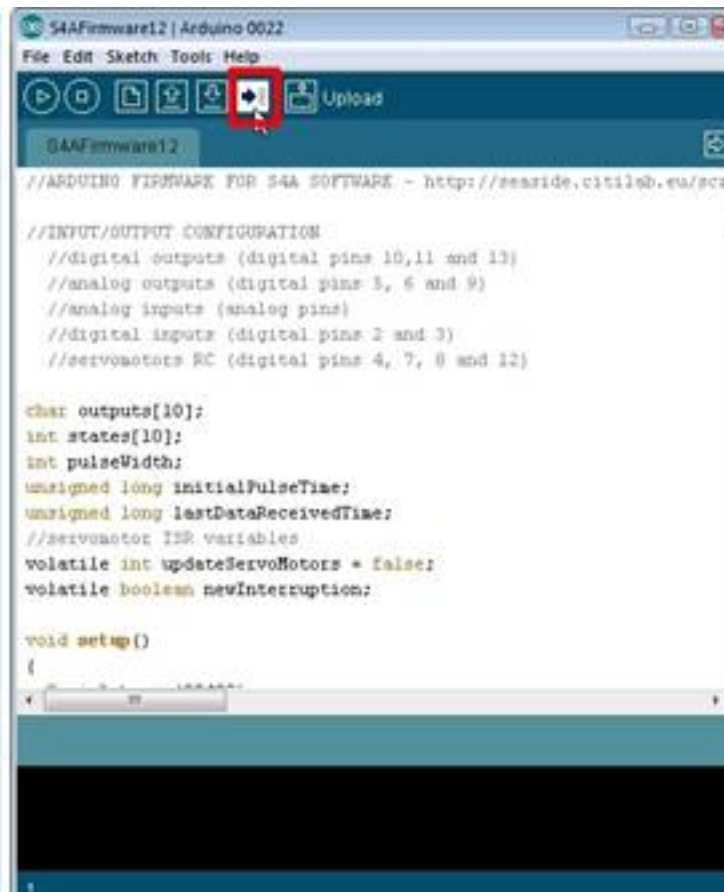 S4AFirmware12 | Arduino 0022
File Edit Sketch Tools Help
Upload
S4AFirmware12
//ARDUINO FIRMWARE FOR S4A SOFTWARE - http://seaside.citilab.eu/scr
//INPUT/OUTPUT CONFIGURATION
//digital outputs (digital pins 10,11 and 13)
//analog outputs (digital pins 5, 6 and 9)
//analog inputs (analog pins)
//digital inputs (digital pins 2 and 3)
//servomotors RC (digital pins 4, 7, 8 and 12)
char outputs[10];
int states[10];
int pulseWidth;
unsigned long initialPulseTime;
unsigned long lastDataReceivedTime;
//servomotor ISR variables
volatile int updateServoMotors = false;
volatile boolean newInterruption;
void setup()
{
1